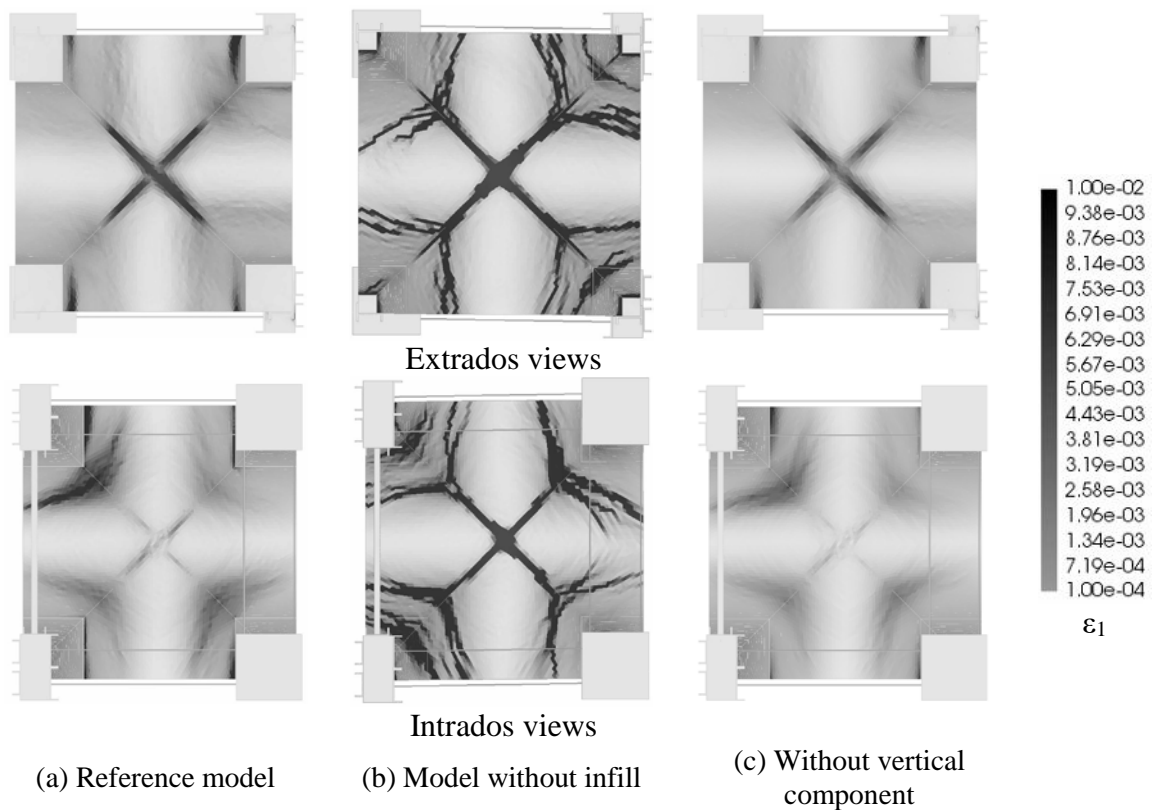 Extrados views
1.00e-02
9.38e-03
8.76e-03
8.14e-03
7.53e-03
6.91e-03
6.29e-03
5.67e-03
5.05e-03
4.43e-03
3.81e-03
3.19e-03
2.58e-03
1.96e-03
1.34e-03
7.19e-04
1.00e-04
ε1
Intrados views
(a) Reference model
(b) Model without infill
(c) Without vertical
component